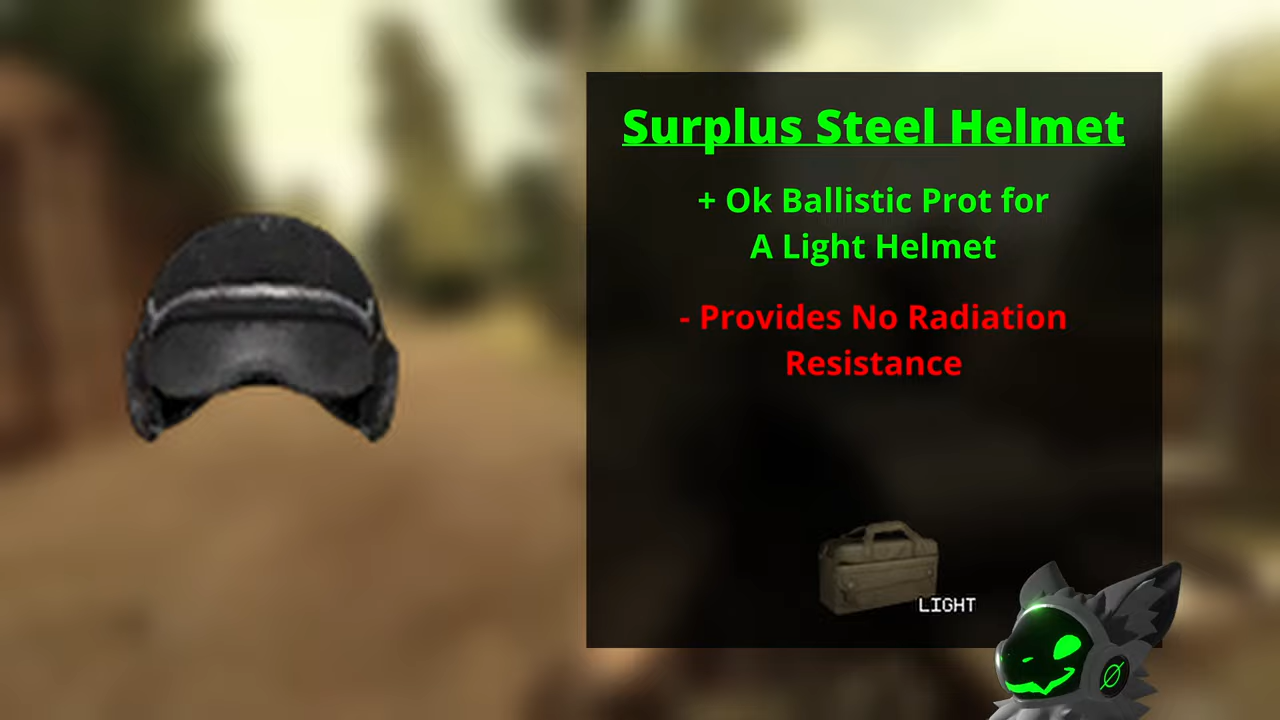 Surplus Steel Helmet
+ Ok Ballistic Prot for
A Light Helmet
- Provides No Radiation
Resistance
LIGHT